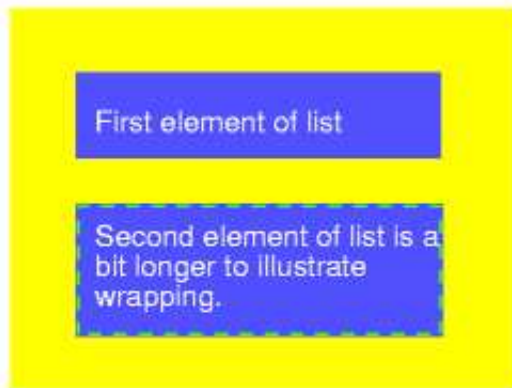 First element of list
Second element of list is a
bit longer to illustrate
wrapping.